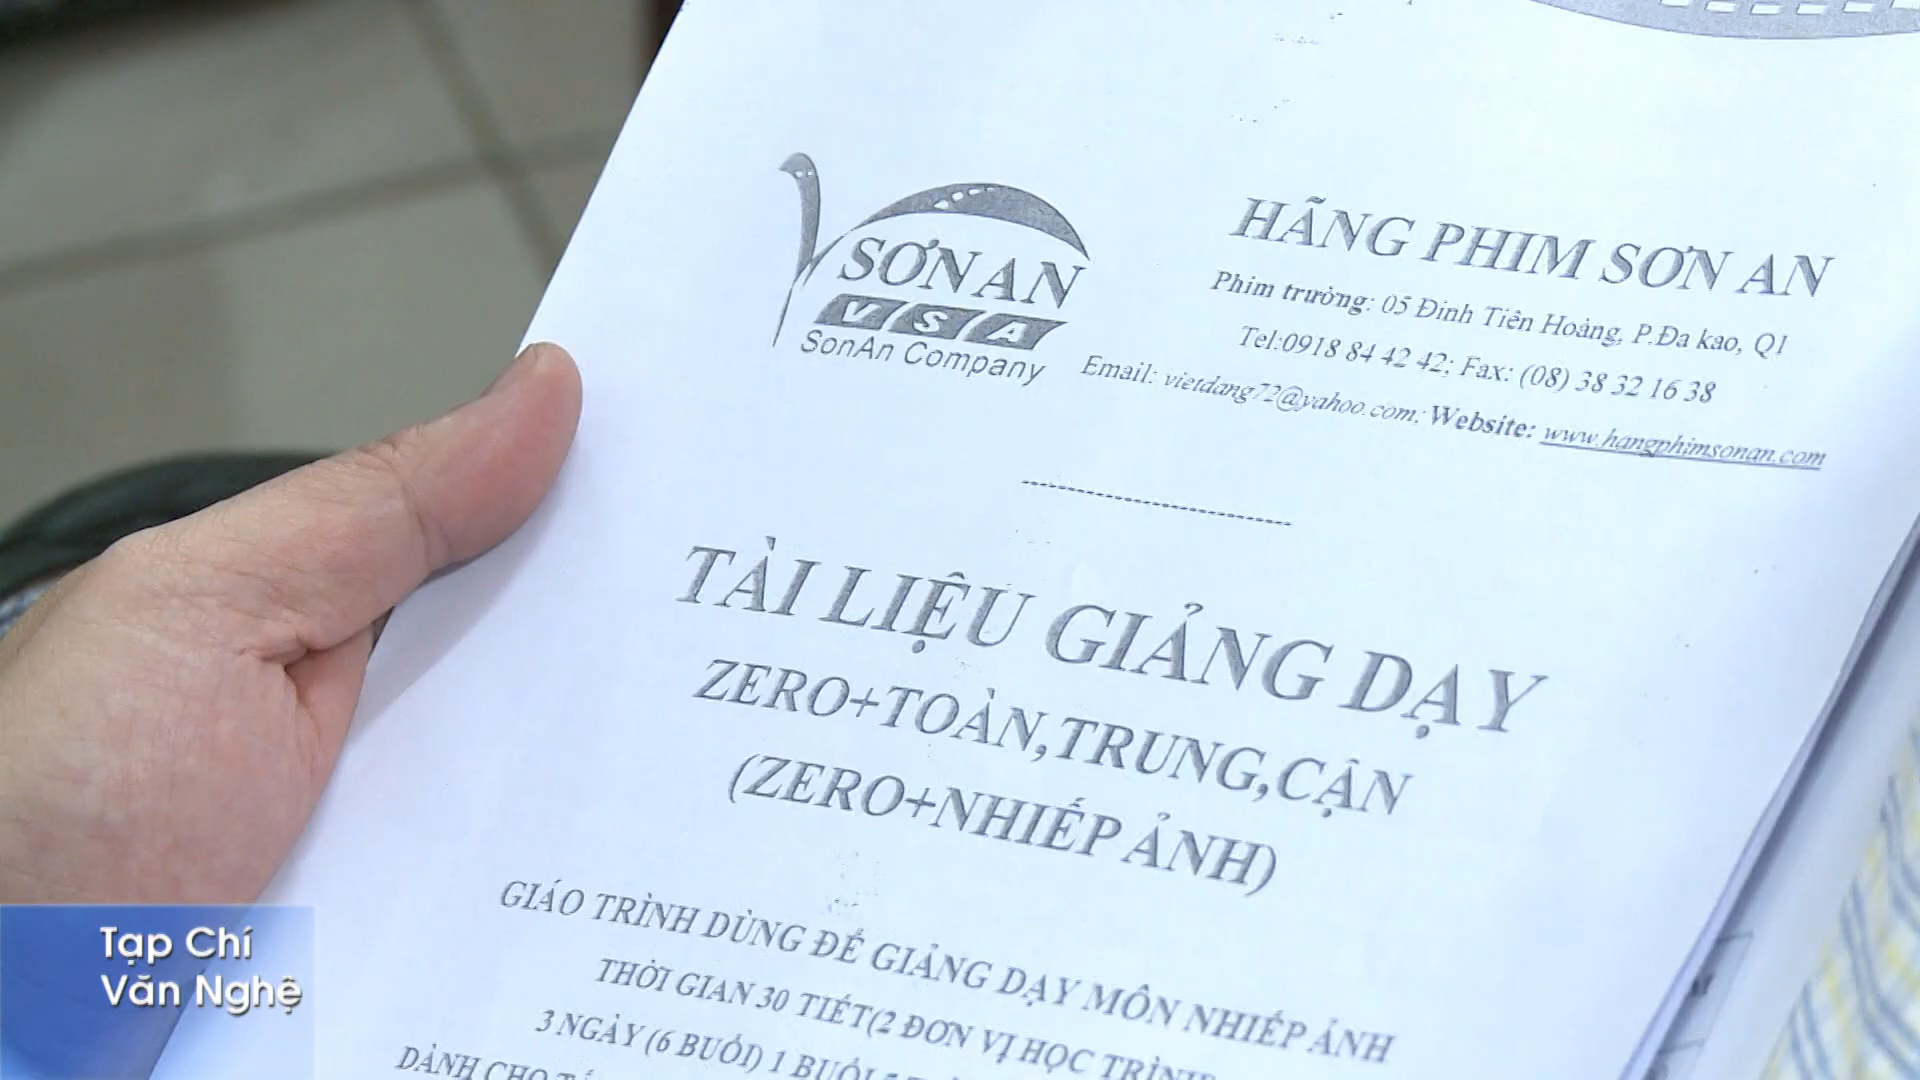 SƠN AN
VSA
SonAn Company
HÃNG PHIM SƠN AN
Phim trường: 05 Đinh Tiên Hoàng, P.Đa kao, Q1
Tel:0918 84 42 42; Fax: (08) 38 32 16 38
Email: vietdang72@yahoo.com; Website: www.hangphimsonan.com
TÀI LIỆU GIẢNG DẠY
ZERO+TOÀN,TRUNG,CẬN
(ZERO+NHIẾP ẢNH)
GIÁO TRÌNH DÙNG ĐỂ GIẢNG DẠY MÔN NHIẾP ẢNH
THỜI GIAN 30 TIẾT(2 ĐƠN VỊ HỌC TRÌNH
3 NGÀY (6 BUỔI) 1 BUỔI
DÀNH CHO
Tạp Chí
Văn Nghệ